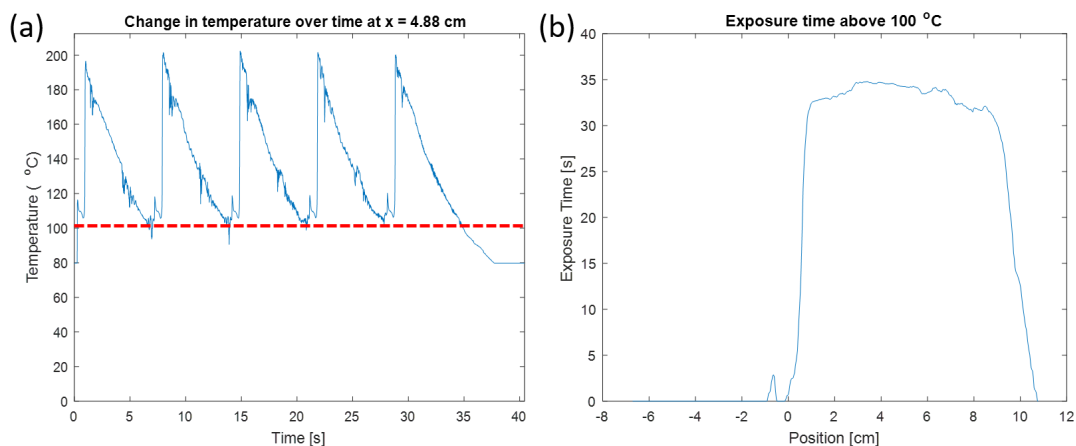 (a)
Change in temperature over time at x = 4.88 cm
Temperature ( °C)
200
180
160
140
120
100
80
60
40
20
0
0 5 10 15 20 25 30 35 40
Time [s]
(b)
Exposure time above 100 °C
Exposure Time [s]
40
35
30
25
20
15
10
5
0
-8 -6 -4 -2 0 2 4 6 8 10 12
Position [cm]